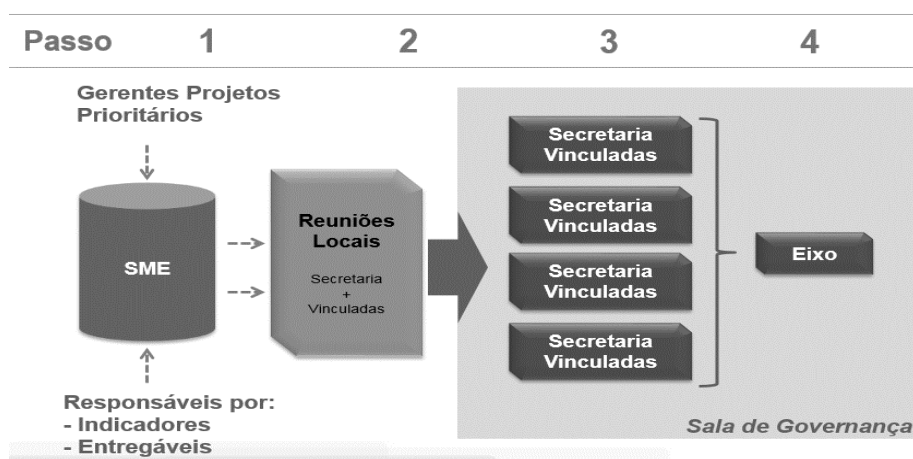 Passo 1 2 3 4
Gerentes Projetos
Prioritários
SME
Responsáveis por:
- Indicadores
- Entregáveis
Reuniões
Locais
Secretaria
+
Vinculadas
Secretaria
Vinculadas
Secretaria
Vinculadas
Secretaria
Vinculadas
Secretaria
Vinculadas
Eixo
Sala de Governança